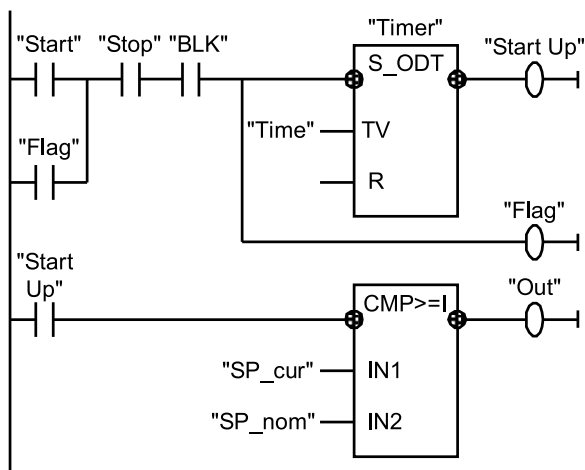 "Timer"
"Start" "Stop" "BLK" S_ODT "Start Up"
"Time" TV
"Flag"
R
"Flag"
"Start
Up"
CMP>=I "Out"
"SP_cur" IN1
"SP_nom" IN2